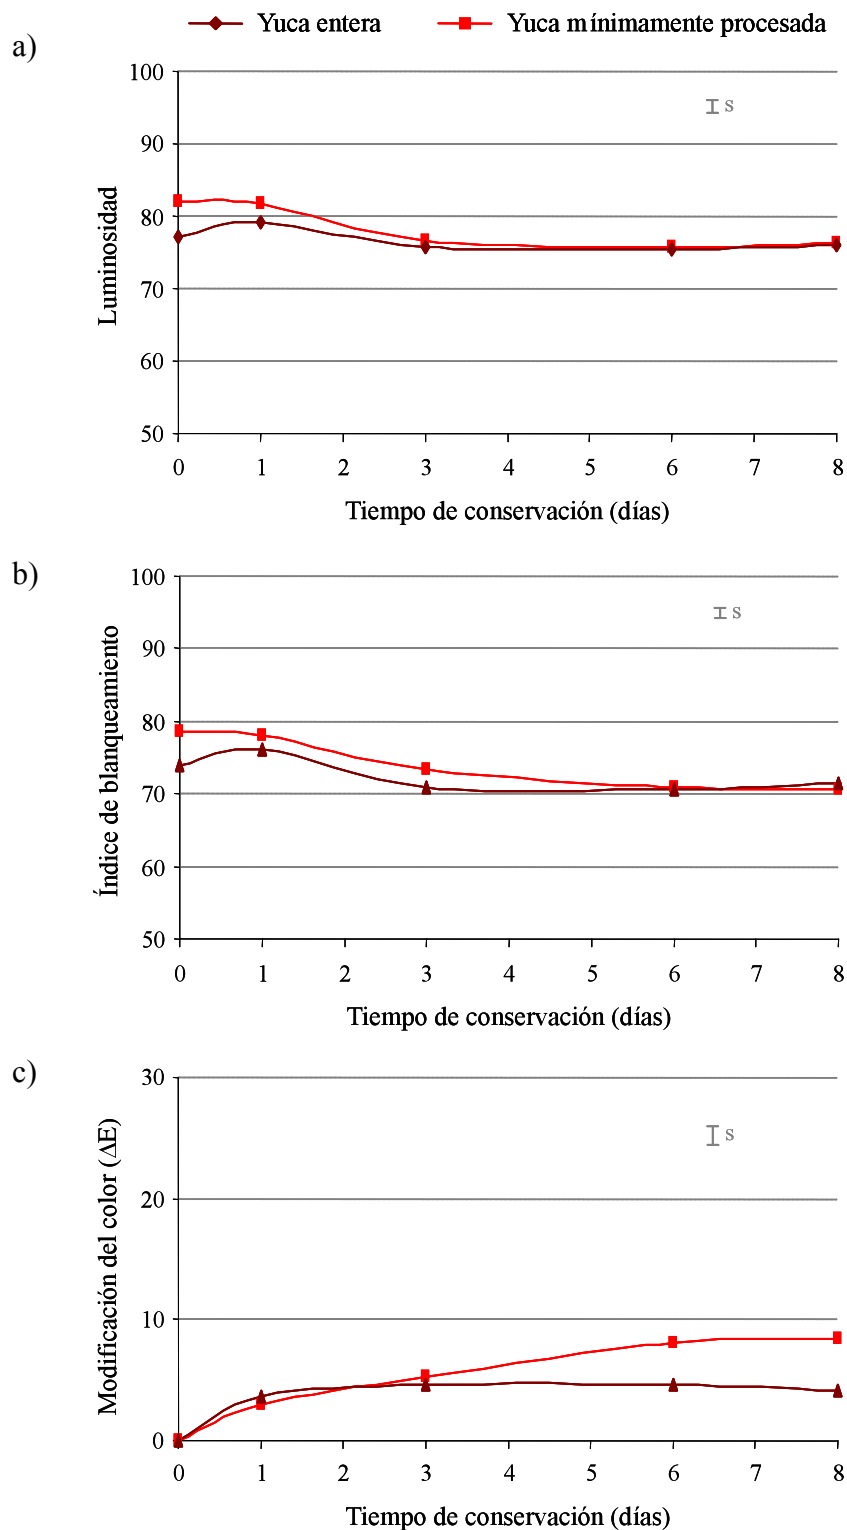 Yuca entera Yuca mínimamente procesada
a)
100
90
80
70
60
50
Luminosidad
s
0 1 2 3 4 5 6 7 8
Tiempo de conservación (días)
b)
100
90
80
70
60
50
Índice de blanqueamiento
s
0 1 2 3 4 5 6 7 8
Tiempo de conservación (días)
c)
30
20
10
0
Modificación del color (ΔE)
s
0 1 2 3 4 5 6 7 8
Tiempo de conservación (días)